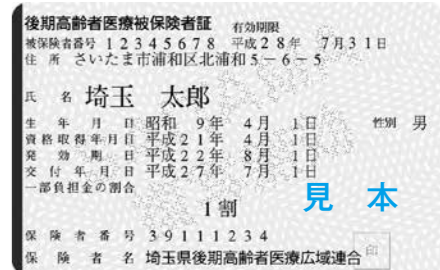 後期高齢者医療被保険者証 有効期限
被保険者番号 12345678 平成28年 7月31日
住所 さいたま市浦和区北浦和5-6-5
氏名 埼玉 太郎
生年月日 昭和 9年 4月 1日 性別 男
資格取得年月日 平成21年 4月 1日
発効期日 平成22年 8月 1日
交付年月日 平成27年 7月 1日
一部負担金の割合
1割
見本
保険者番号 39111234
保険者名 埼玉県後期高齢者医療広域連合 印